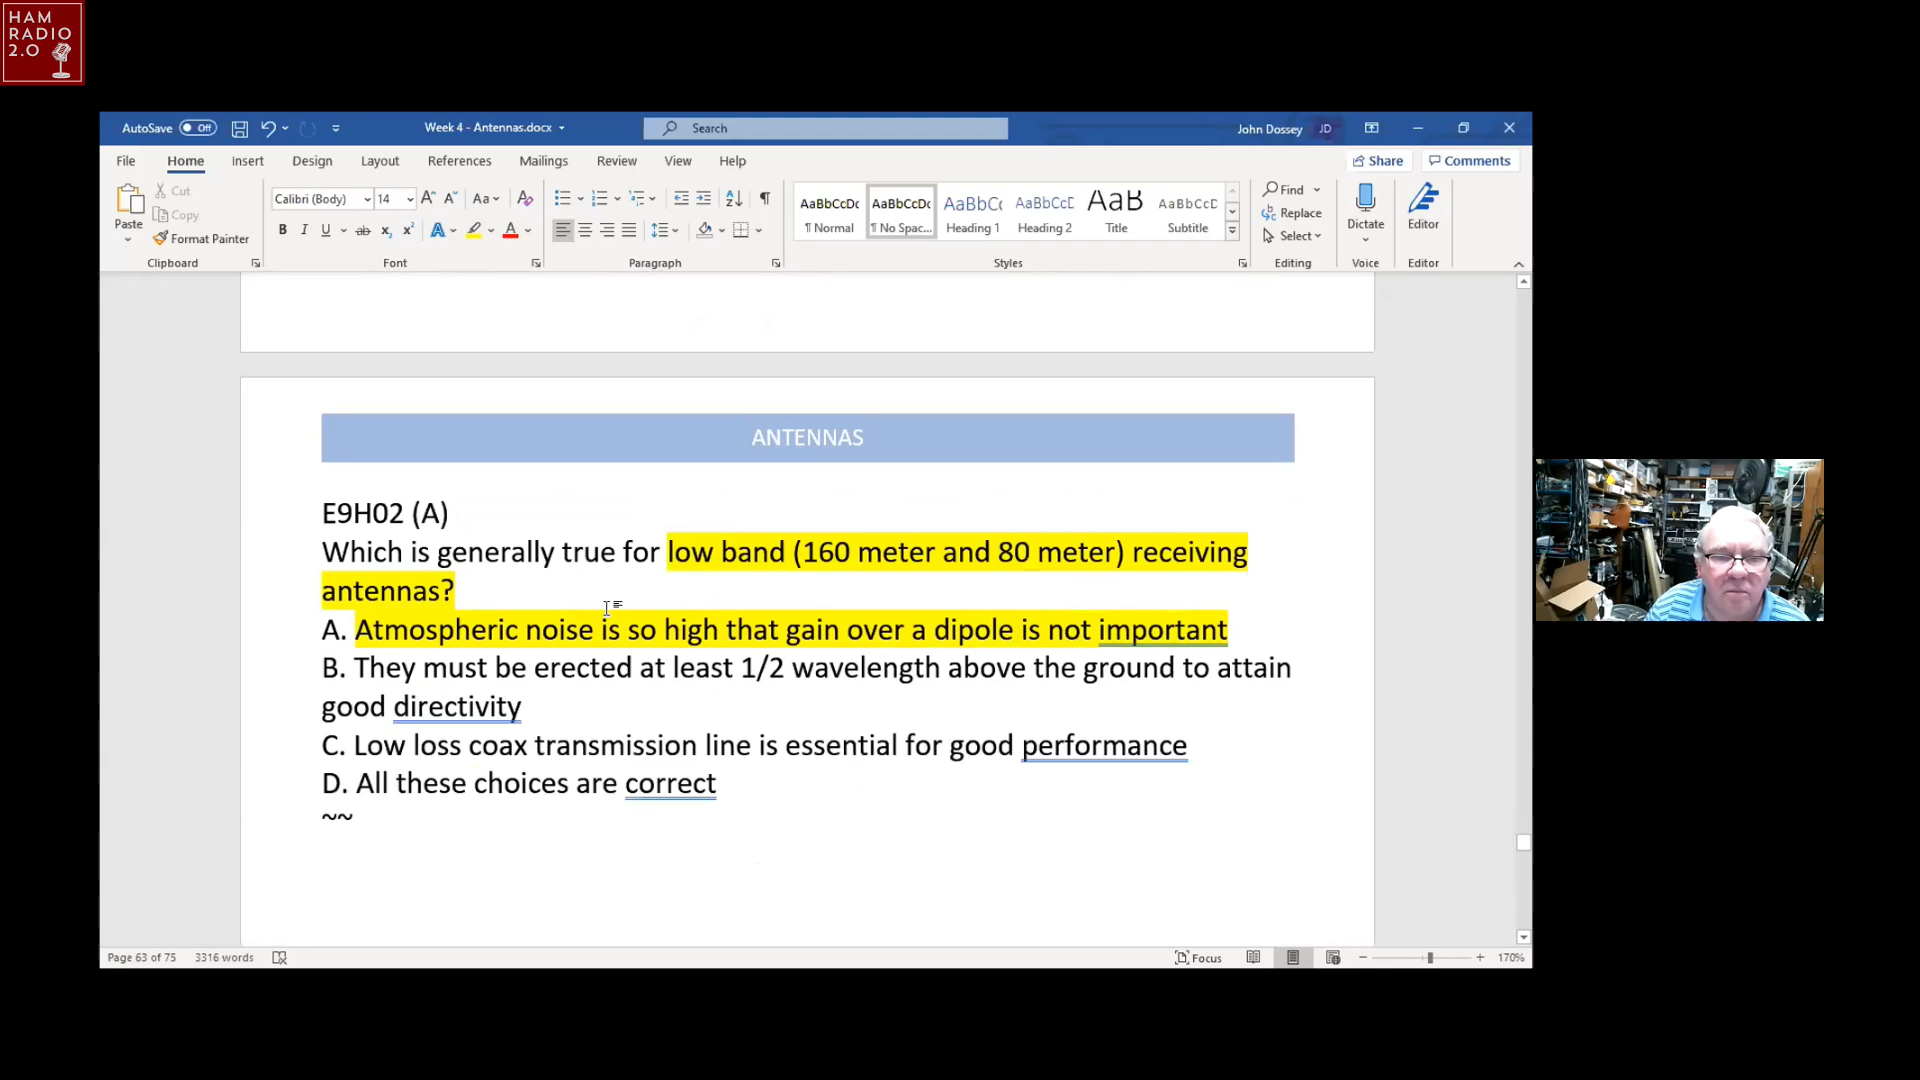 HAM
RADIO
2.0
AutoSave Off Week 4 - Antennas.docx Search John Dossey JD
File Home Insert Design Layout References Mailings Review View Help Share Comments
Paste Cut Copy Format Painter
Calibri (Body) 14
AaBbCcDc AaBbCcDc AaBbCc AaBbCcD AaB AaBbCcD
¶ Normal ¶ No Spac... Heading 1 Heading 2 Title Subtitle
Find Replace Select Dictate Editor
Clipboard Font Paragraph Styles Editing Voice Editor
ANTENNAS
E9H02 (A)
Which is generally true for low band (160 meter and 80 meter) receiving
antennas?
A. Atmospheric noise is so high that gain over a dipole is not important
B. They must be erected at least 1/2 wavelength above the ground to attain
good directivity
C. Low loss coax transmission line is essential for good performance
D. All these choices are correct
~~
Page 63 of 75 3316 words Focus 170%